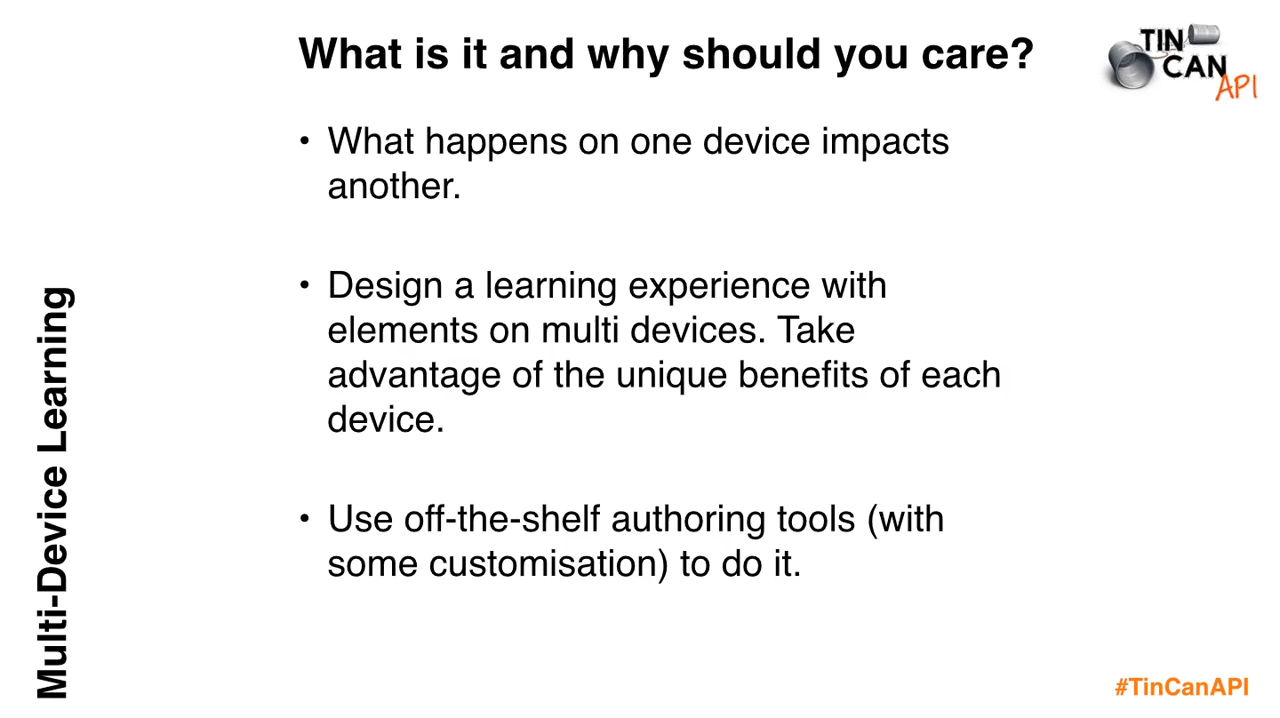 What is it and why should you care?
TIN
CAN
API
• What happens on one device impacts
another.
• Design a learning experience with
elements on multi devices. Take
advantage of the unique benefits of each
device.
• Use off-the-shelf authoring tools (with
some customisation) to do it.
Multi-Device Learning
#TinCanAPI